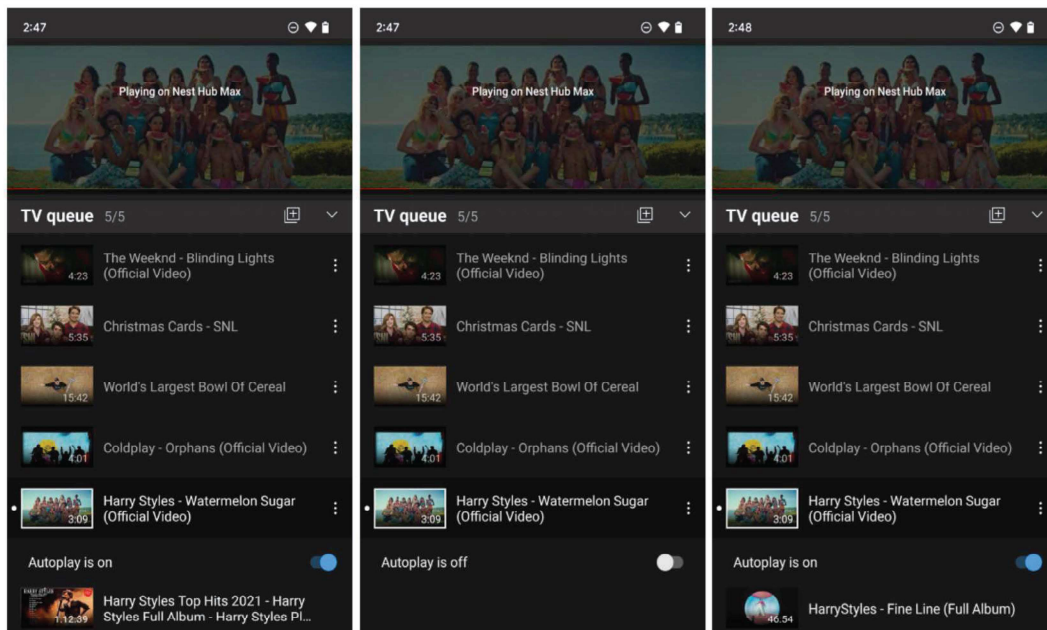 2:47
Playing on Nest Hub Max
TV queue 5/5
4:23
The Weeknd - Blinding Lights
(Official Video)
5:35
Christmas Cards - SNL
15:42
World's Largest Bowl Of Cereal
4:01
Coldplay - Orphans (Official Video)
3:09
Harry Styles - Watermelon Sugar
(Official Video)
Autoplay is on
1:12:39
Harry Styles Top Hits 2021 - Harry
Styles Full Album - Harry Styles Pl...
2:47
Playing on Nest Hub Max
TV queue 5/5
4:23
The Weeknd - Blinding Lights
(Official Video)
5:35
Christmas Cards - SNL
15:42
World's Largest Bowl Of Cereal
4:01
Coldplay - Orphans (Official Video)
3:09
Harry Styles - Watermelon Sugar
(Official Video)
Autoplay is off
2:48
Playing on Nest Hub Max
TV queue 5/5
4:23
The Weeknd - Blinding Lights
(Official Video)
5:35
Christmas Cards - SNL
15:42
World's Largest Bowl Of Cereal
4:01
Coldplay - Orphans (Official Video)
3:09
Harry Styles - Watermelon Sugar
(Official Video)
Autoplay is on
46:54
HarryStyles - Fine Line (Full Album)